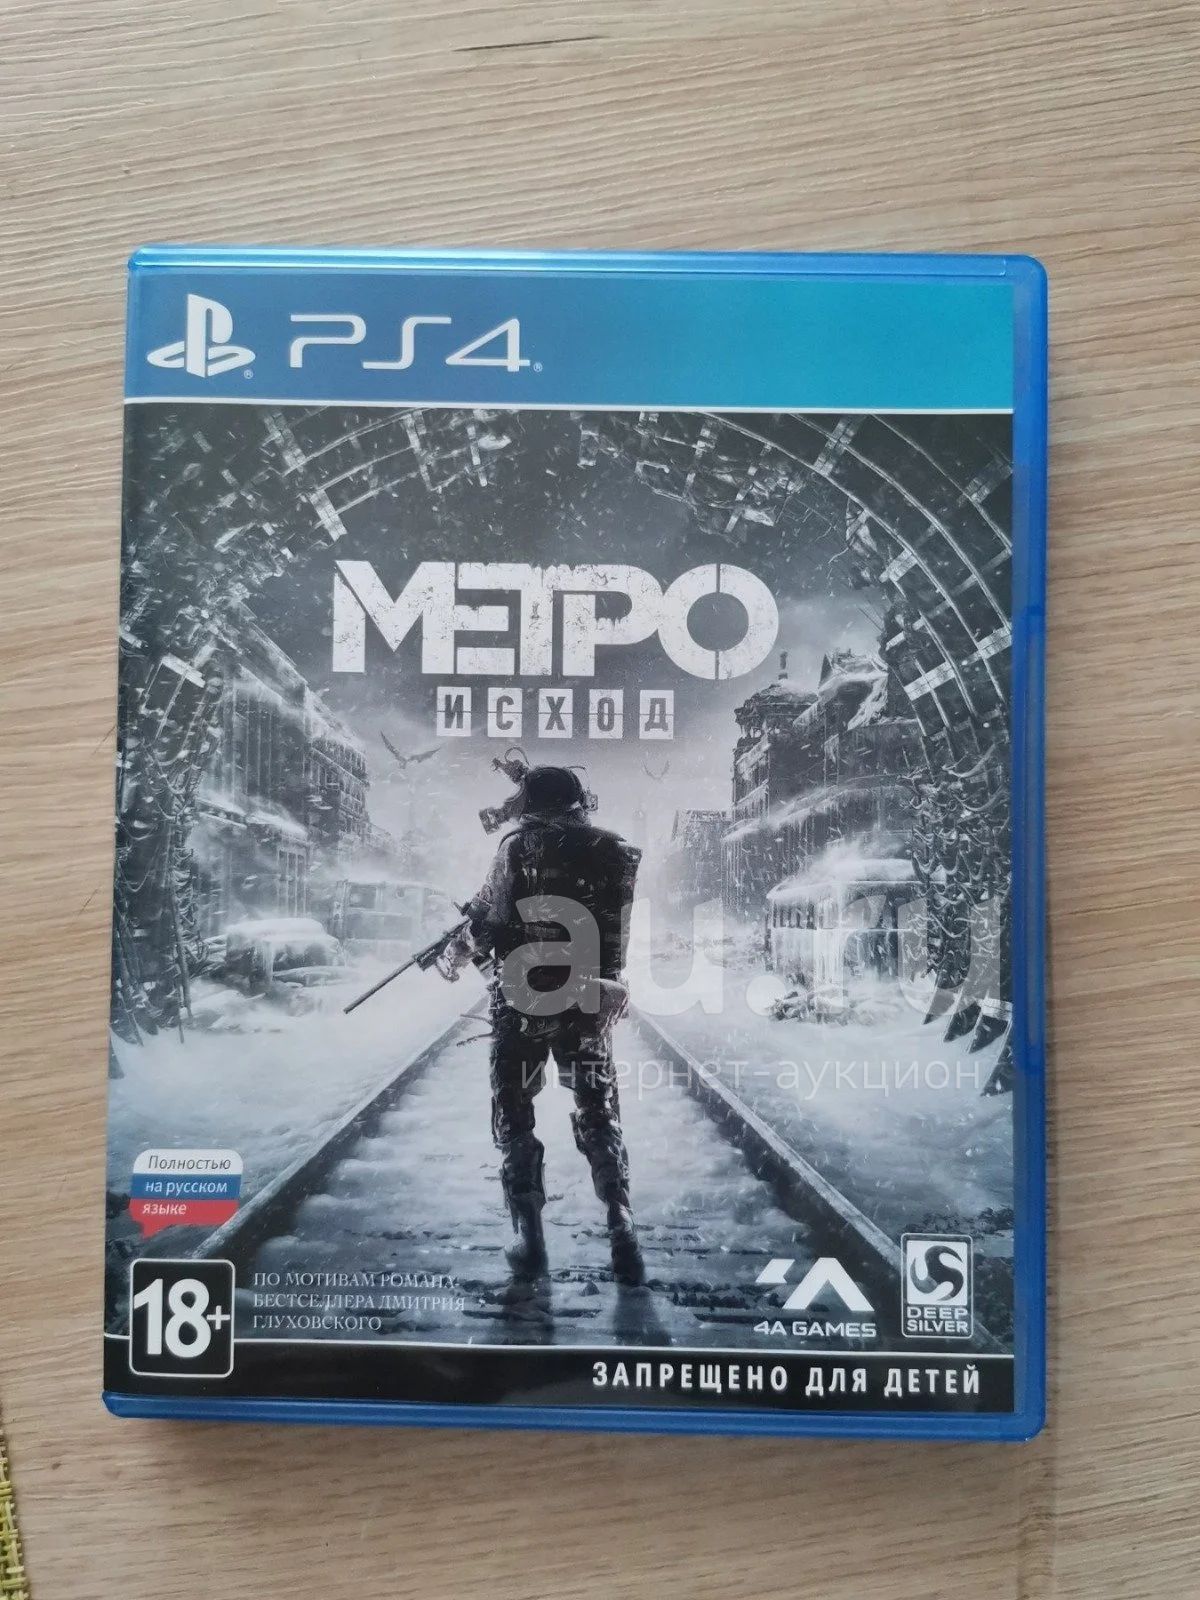 PS4
МЕТРО
ИСХОД
au.ru
интернет-аукцион
Полностью
на русском
языке
18+
ПО МОТИВАМ РОМАНА-
БЕСТСЕЛЛЕРА ДМИТРИЯ
ГЛУХОВСКОГО
4A GAMES
DEEP
SILVER
ЗАПРЕЩЕНО ДЛЯ ДЕТЕЙ